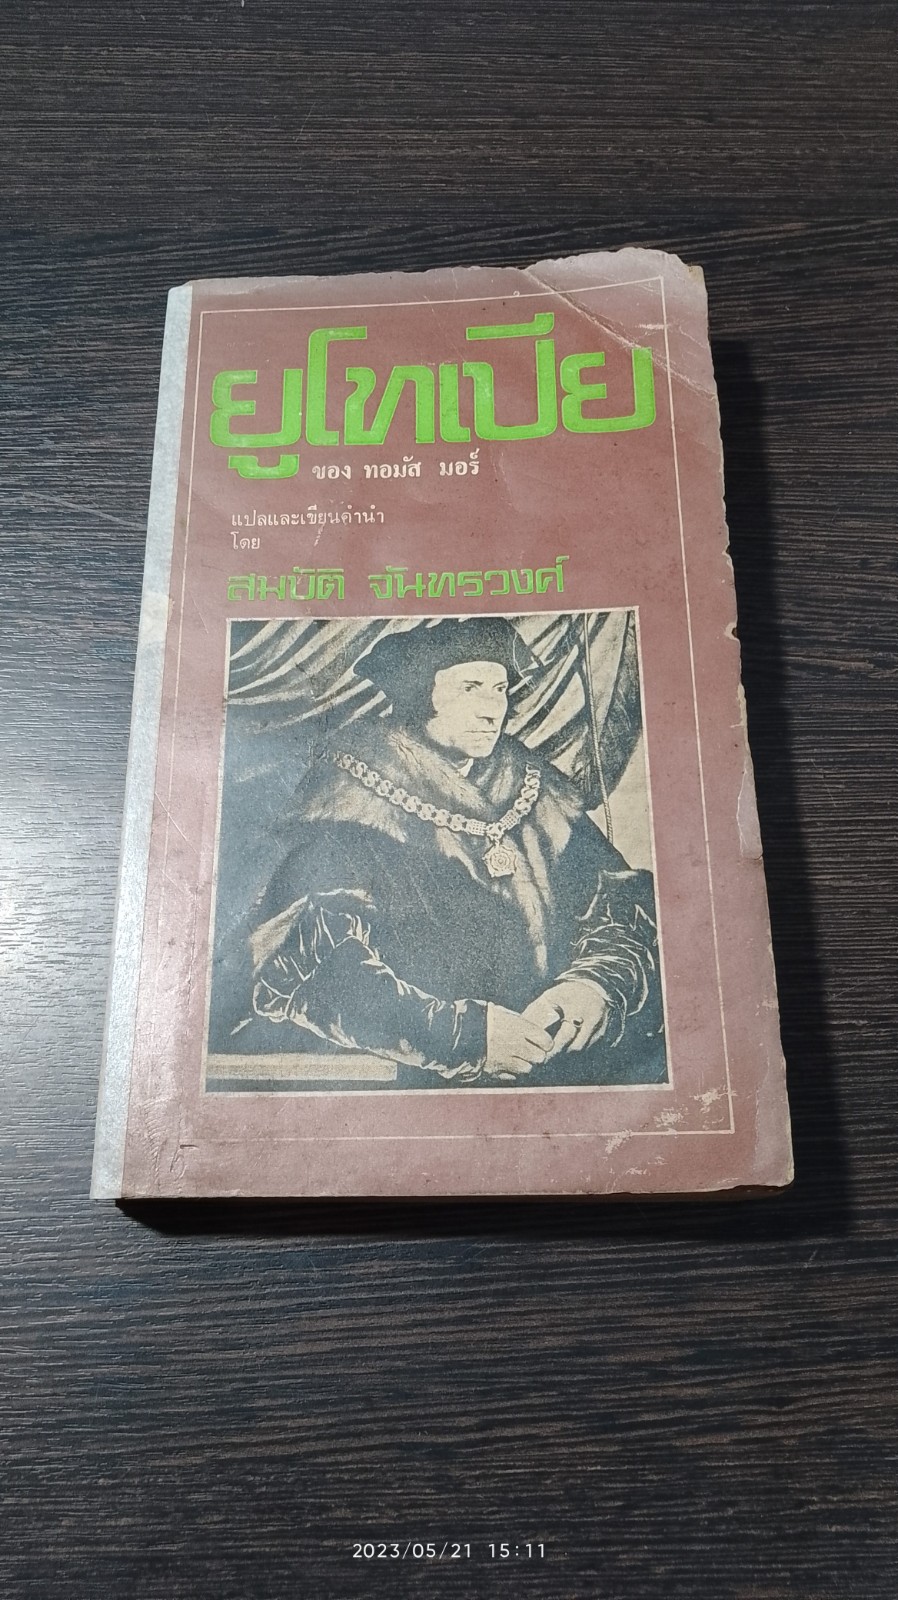 ยูโทเปีย
ของ ทอมัส มอร์
แปลและเขียนคำนำ
โดย
สมบัติ จันทรวงศ์
2023/05/21 15:11